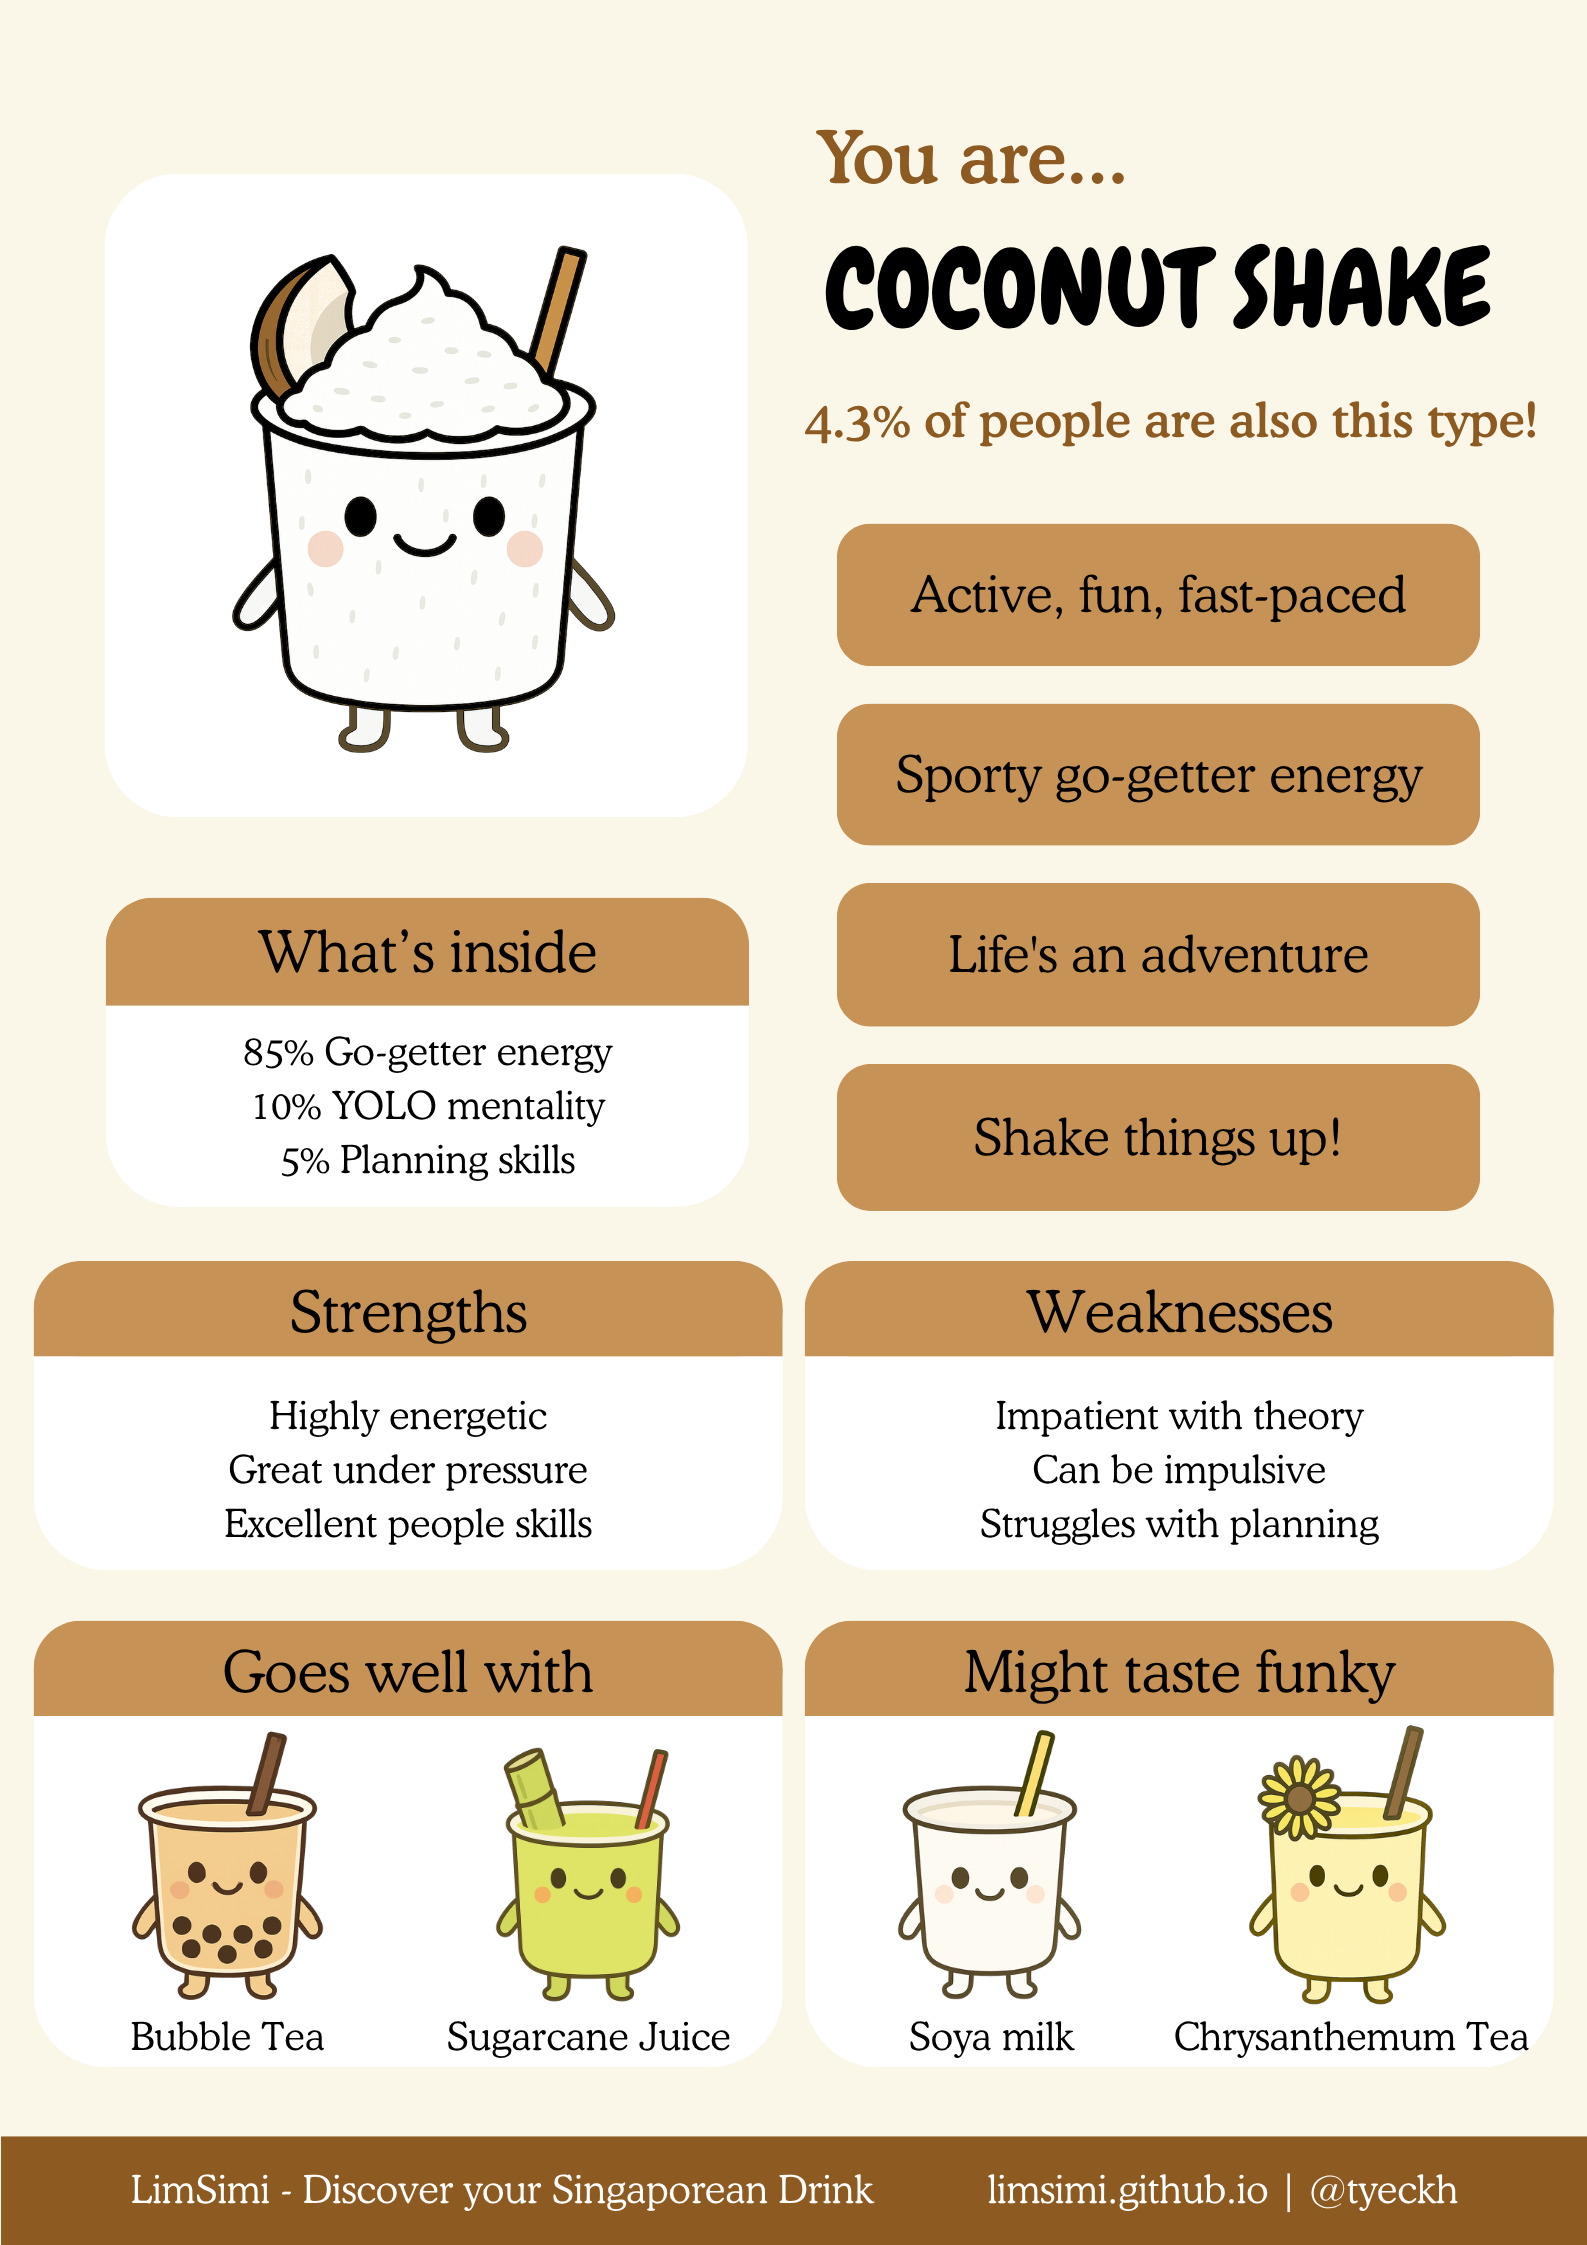 You are...
COCONUT SHAKE
4.3% of people are also this type!
Active, fun, fast-paced
Sporty go-getter energy
Life's an adventure
Shake things up!
What’s inside
85% Go-getter energy
10% YOLO mentality
5% Planning skills
Strengths
Highly energetic
Great under pressure
Excellent people skills
Weaknesses
Impatient with theory
Can be impulsive
Struggles with planning
Goes well with
Bubble Tea
Sugarcane Juice
Might taste funky
Soya milk
Chrysanthemum Tea
LimSimi - Discover your Singaporean Drink
limsimi.github.io | @tyeckh